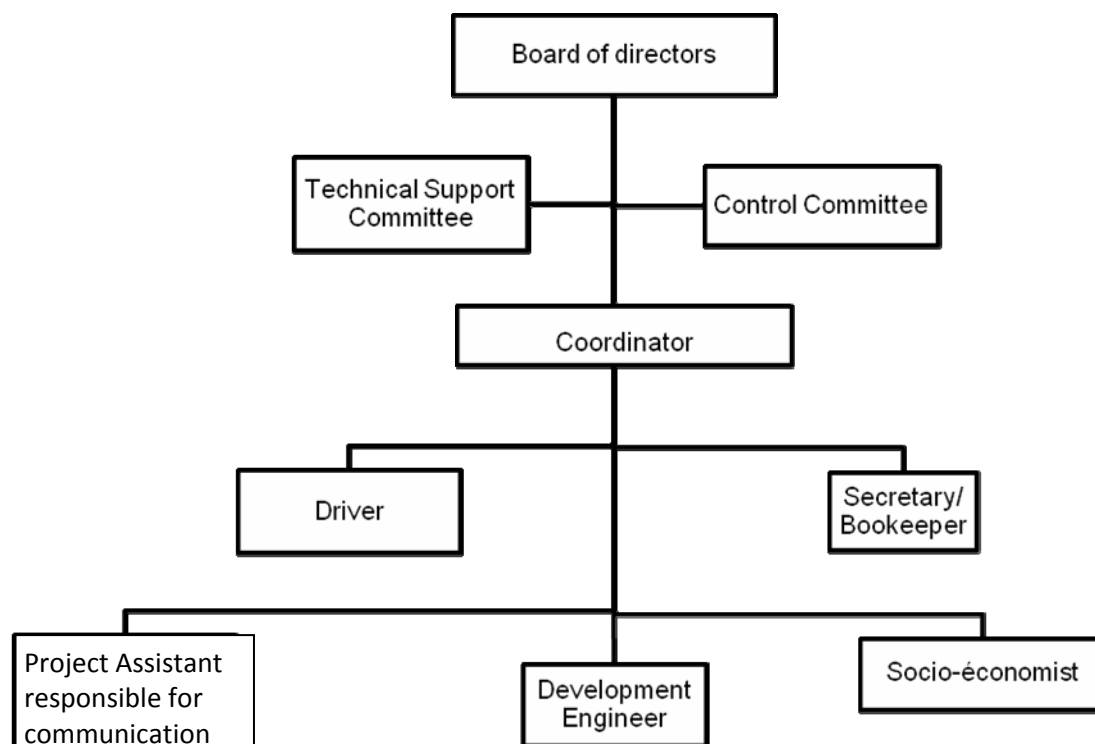 Board of directors
Technical Support
Committee
Control Committee
Coordinator
Driver
Secretary/
Bookeeper
Project Assistant
responsible for
communication
Development
Engineer
Socio-économist